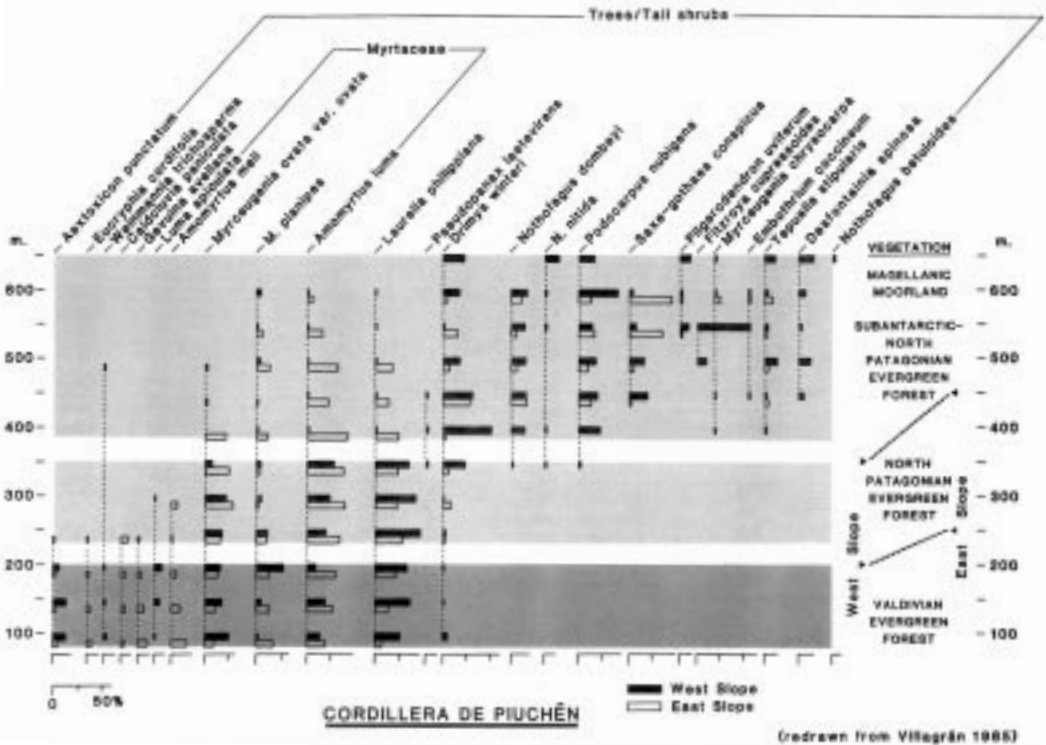 Trees/Tall shrubs
Myrtaceae
Aextoxicon punctatum
Eucryphia cordifolia
Weinmannia trichosperma
Caldcluvia paniculata
Gevuina avellana
Luma apiculata
Amomyrtus meli
Myrceugenia ovata var. ovata
M. planipes
Amomyrtus luma
Laurelia philippiana
Pseudopanax laetevirens
Drimys winteri
Nothofagus dombeyi
N. nitida
Podocarpus nubigena
Saxe-gothaea conspicua
Pilgerodendron uviferum
Fitzroya cupressoides
Myrceugenia chrysocarpa
Embothrium coccineum
Tepualia stipularis
Desfontainia spinosa
Nothofagus betuloides
m.
600
500
400
300
200
100
VEGETATION
m.
MAGELLANIC
MOORLAND
600
SUBANTARCTIC-
NORTH
PATAGONIAN
EVERGREEN
FOREST
500
400
NORTH
PATAGONIAN
EVERGREEN
FOREST
300
West Slope
East Slope
200
VALDIVIAN
EVERGREEN
FOREST
100
0 50%
West Slope
East Slope
CORDILLERA DE PIUCHÉN
(redrawn from Villagrán 1985)